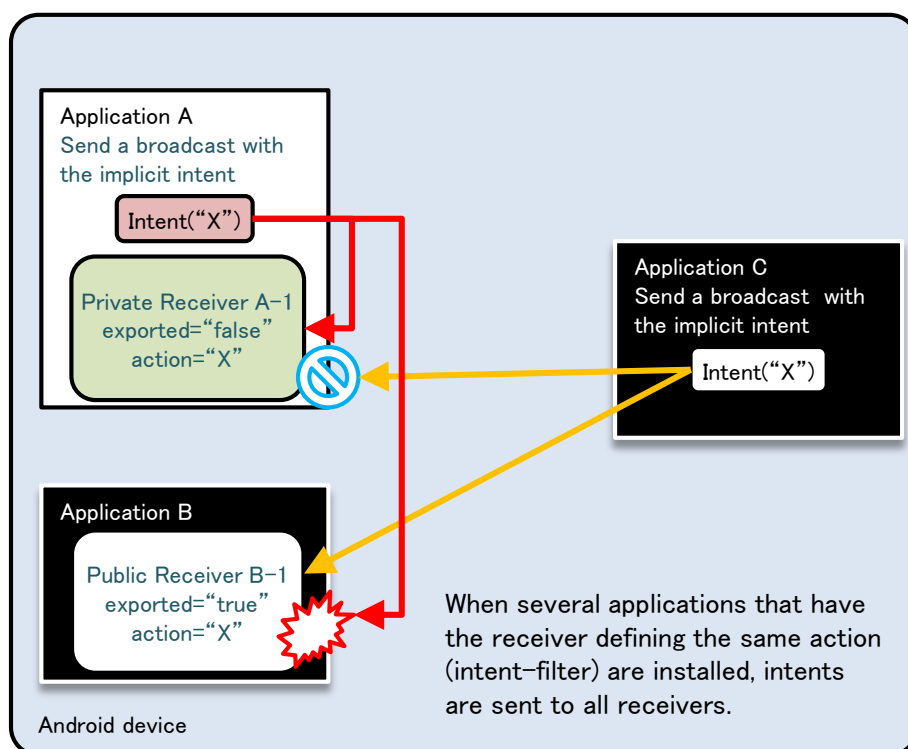 Application A
Send a broadcast with
the implicit intent
Intent(“X”)
Private Receiver A-1
exported=“false”
action=“X”
Application C
Send a broadcast with
the implicit intent
Intent(“X”)
Application B
Public Receiver B-1
exported=“true”
action=“X”
When several applications that have
the receiver defining the same action
(intent-filter) are installed, intents
are sent to all receivers.
Android device